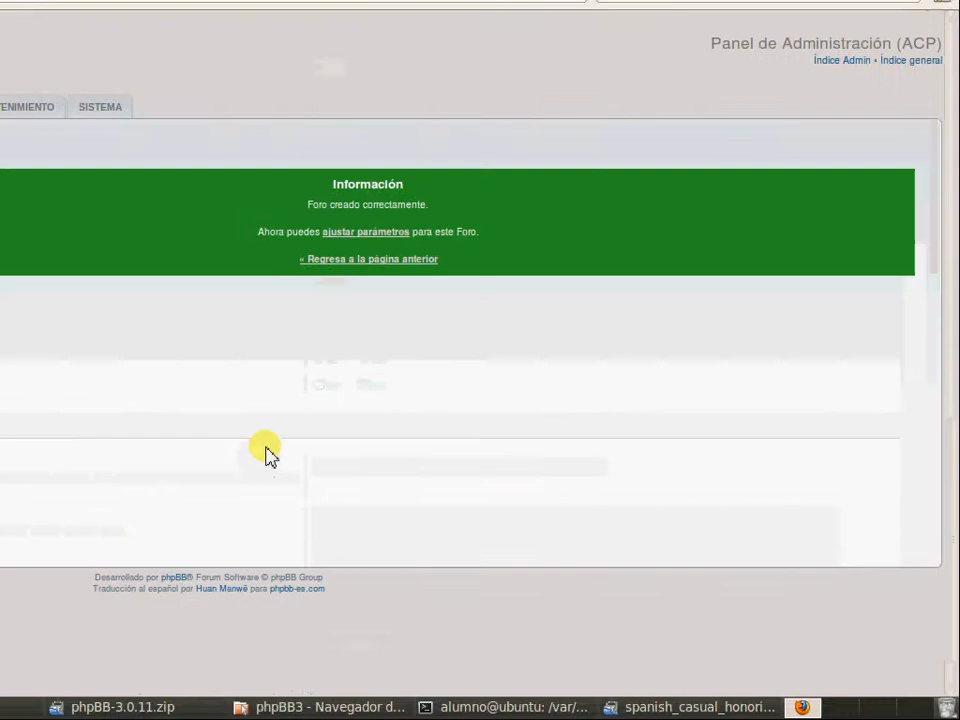 Panel de Administración (ACP)
Índice Admin • Índice general
TENIMIENTO
SISTEMA
Información
Foro creado correctamente.
Ahora puedes ajustar parámetros para este Foro.
« Regresa a la página anterior
Desarrollado por phpBB® Forum Software © phpBB Group
Traducción al español por Huan Manwë para phpbb-es.com
phpBB-3.0.11.zip
phpBB3 - Navegador d...
alumno@ubuntu: /var/...
spanish_casual_honori...